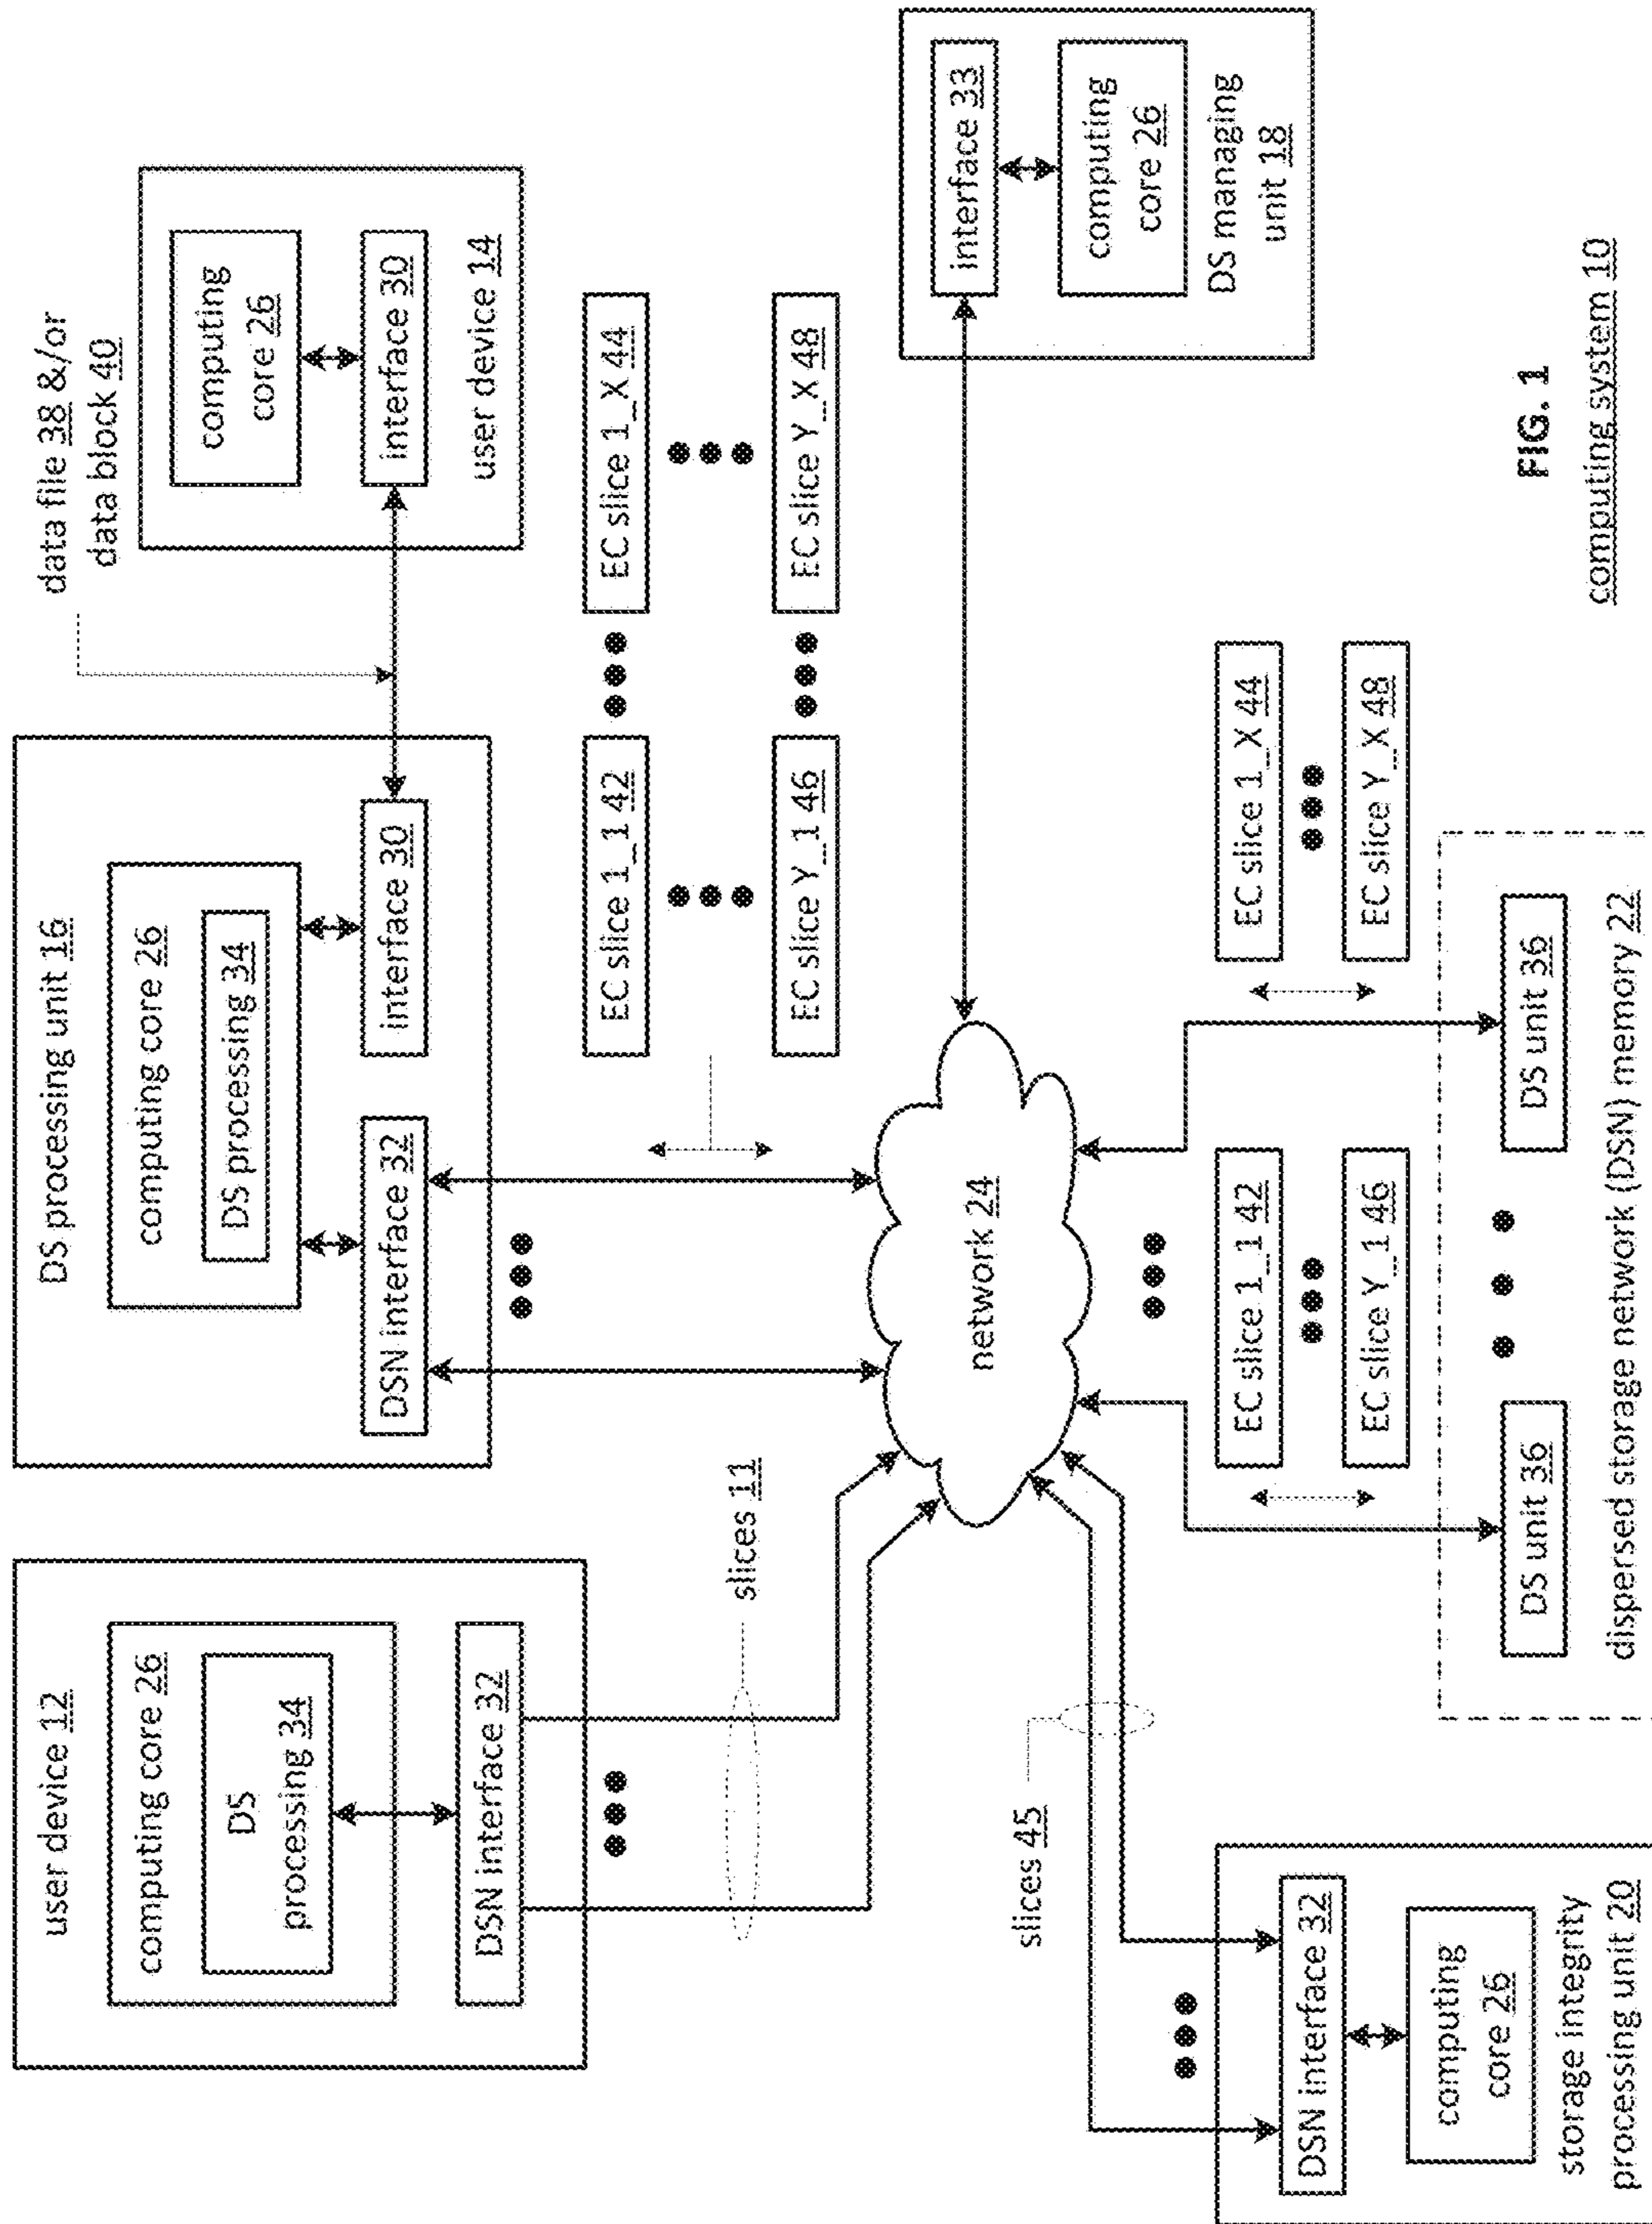 user device 12
computing core 26
DS
processing 34
DSN interface 32
slices 11
DS processing unit 16
computing core 26
DS processing 34
DSN interface 32
interface 30
data file 38 &/or
data block 40
computing
core 26
interface 30
user device 14
EC slice 1_1 42
EC slice 1_X 44
EC slice Y_1 46
EC slice Y_X 48
network 24
interface 33
computing
core 26
DS managing
unit 18
slices 45
DSN interface 32
computing
core 26
storage integrity
processing unit 20
EC slice 1_1 42
EC slice Y_1 46
EC slice 1_X 44
EC slice Y_X 48
DS unit 36
DS unit 36
dispersed storage network (DSN) memory 22
FIG. 1
computing system 10